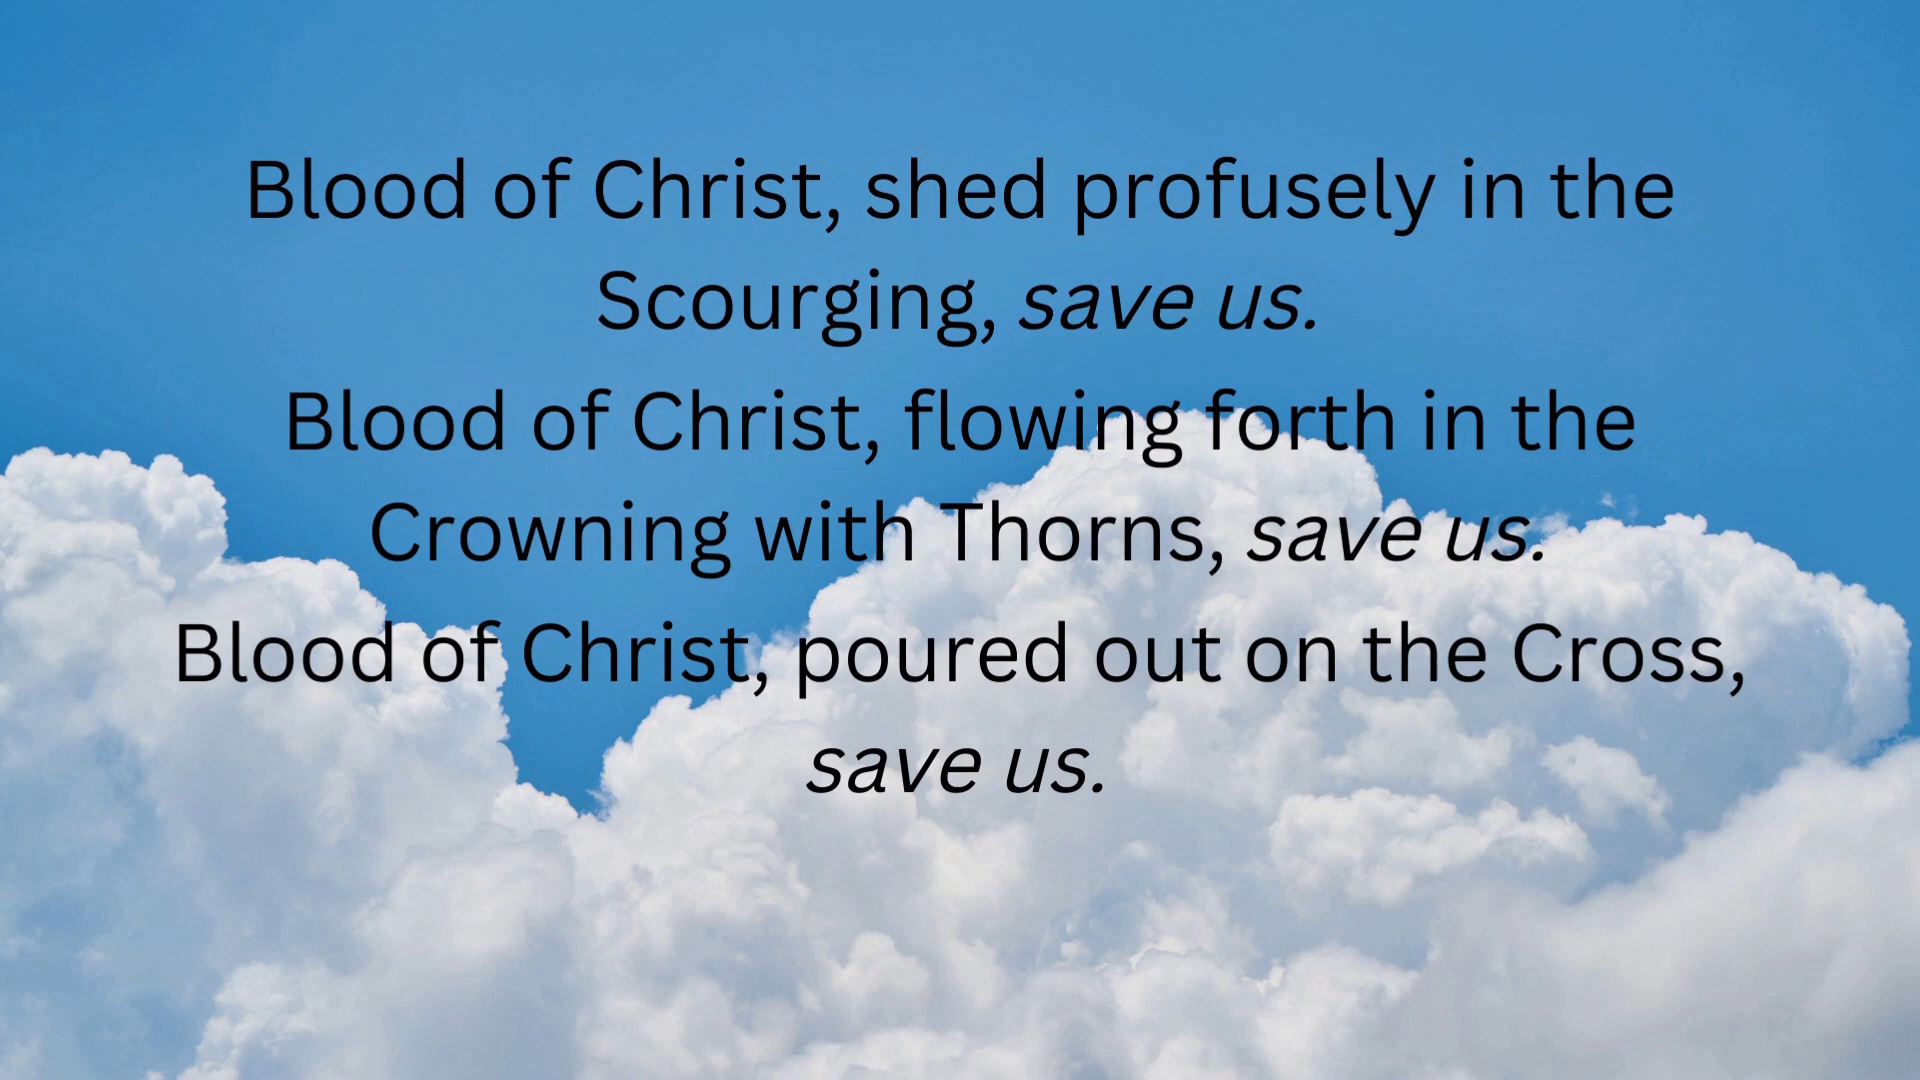 Blood of Christ, shed profusely in the
Scourging, save us.
Blood of Christ, flowing forth in the
Crowning with Thorns, save us.
Blood of Christ, poured out on the Cross,
save us.